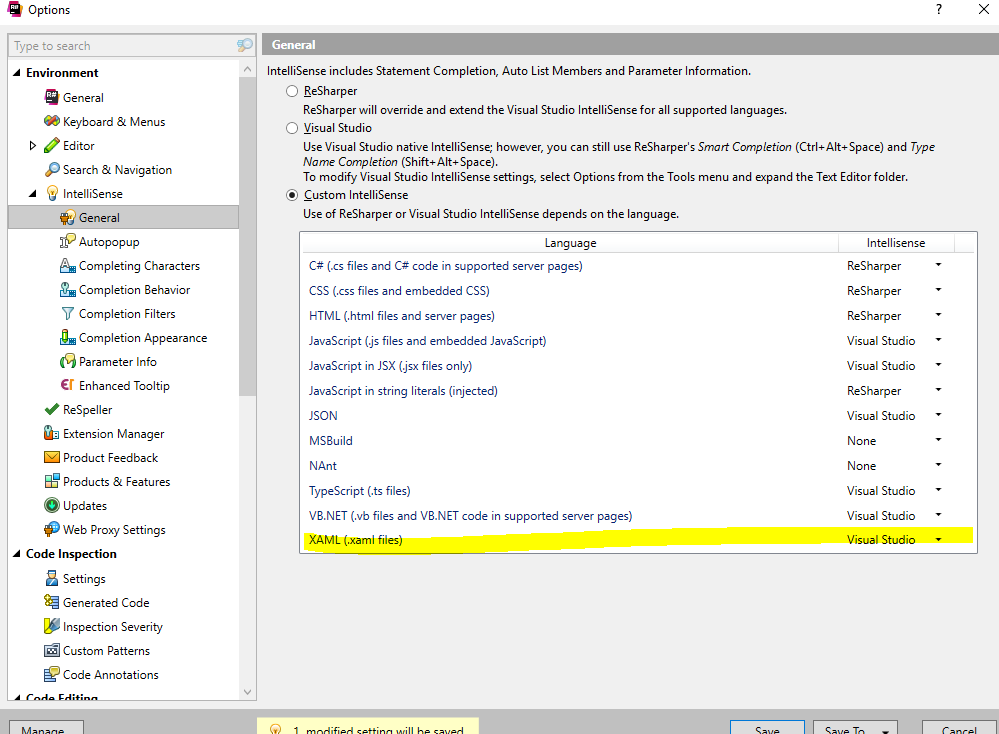 Options
?
Type to search
Environment
General
Keyboard & Menus
Editor
Search & Navigation
IntelliSense
General
Autopopup
Completing Characters
Completion Behavior
Completion Filters
Completion Appearance
Parameter Info
Enhanced Tooltip
ReSpeller
Extension Manager
Product Feedback
Products & Features
Updates
Web Proxy Settings
Code Inspection
Settings
Generated Code
Inspection Severity
Custom Patterns
Code Annotations
Code Editing
General
IntelliSense includes Statement Completion, Auto List Members and Parameter Information.
ReSharper
ReSharper will override and extend the Visual Studio IntelliSense for all supported languages.
Visual Studio
Use Visual Studio native IntelliSense; however, you can still use ReSharper's Smart Completion (Ctrl+Alt+Space) and Type
Name Completion (Shift+Alt+Space).
To modify Visual Studio IntelliSense settings, select Options from the Tools menu and expand the Text Editor folder.
Custom IntelliSense
Use of ReSharper or Visual Studio IntelliSense depends on the language.
Language Intellisense
C# (.cs files and C# code in supported server pages) ReSharper
CSS (.css files and embedded CSS) ReSharper
HTML (.html files and server pages) ReSharper
JavaScript (.js files and embedded JavaScript) Visual Studio
JavaScript in JSX (.jsx files only) Visual Studio
JavaScript in string literals (injected) ReSharper
JSON Visual Studio
MSBuild None
NAnt None
TypeScript (.ts files) Visual Studio
VB.NET (.vb files and VB.NET code in supported server pages) Visual Studio
XAML (.xaml files) Visual Studio
Manage...
1 modified setting will be saved
Save
Save To
Cancel